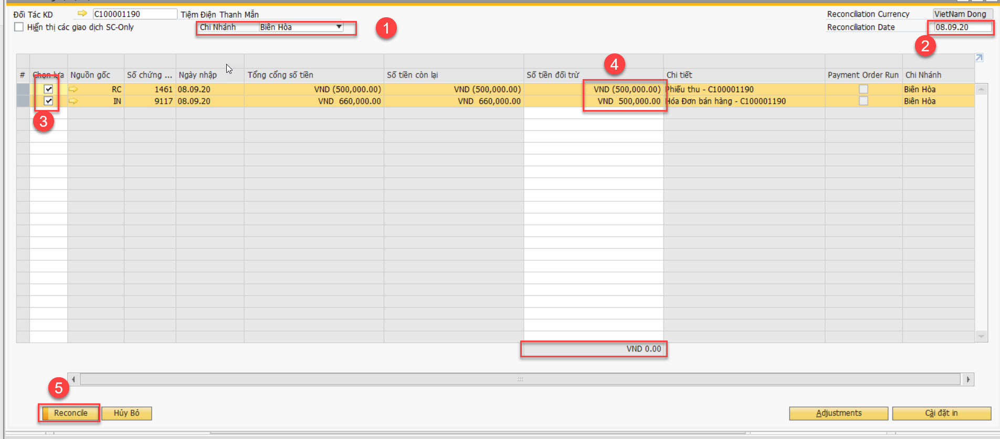 Đối Tác KD C100001190 Tiệm Điện Thanh Mẫn Reconciliation Currency VietNam Dong
Hiển thị các giao dịch SC-Only Chi Nhánh Biên Hòa 1 Reconciliation Date 08.09.20
2
4
# Chọn lựa Nguồn gốc Số chứng ... Ngày nhập Tổng cổng số tiền Số tiền còn lại Số tiền đối trừ Chi tiết Payment Order Run Chi Nhánh
RC 1461 08.09.20 VND (500,000.00) VND (500,000.00) VND (500,000.00) Phiếu thu - C100001190 Biên Hòa
IN 9117 08.09.20 VND 660,000.00 VND 660,000.00 VND 500,000.00 Hóa Đơn bán hàng - C100001190 Biên Hòa
3
VND 0.00
5
Reconcile Hủy Bỏ Adjustments Cài đặt in